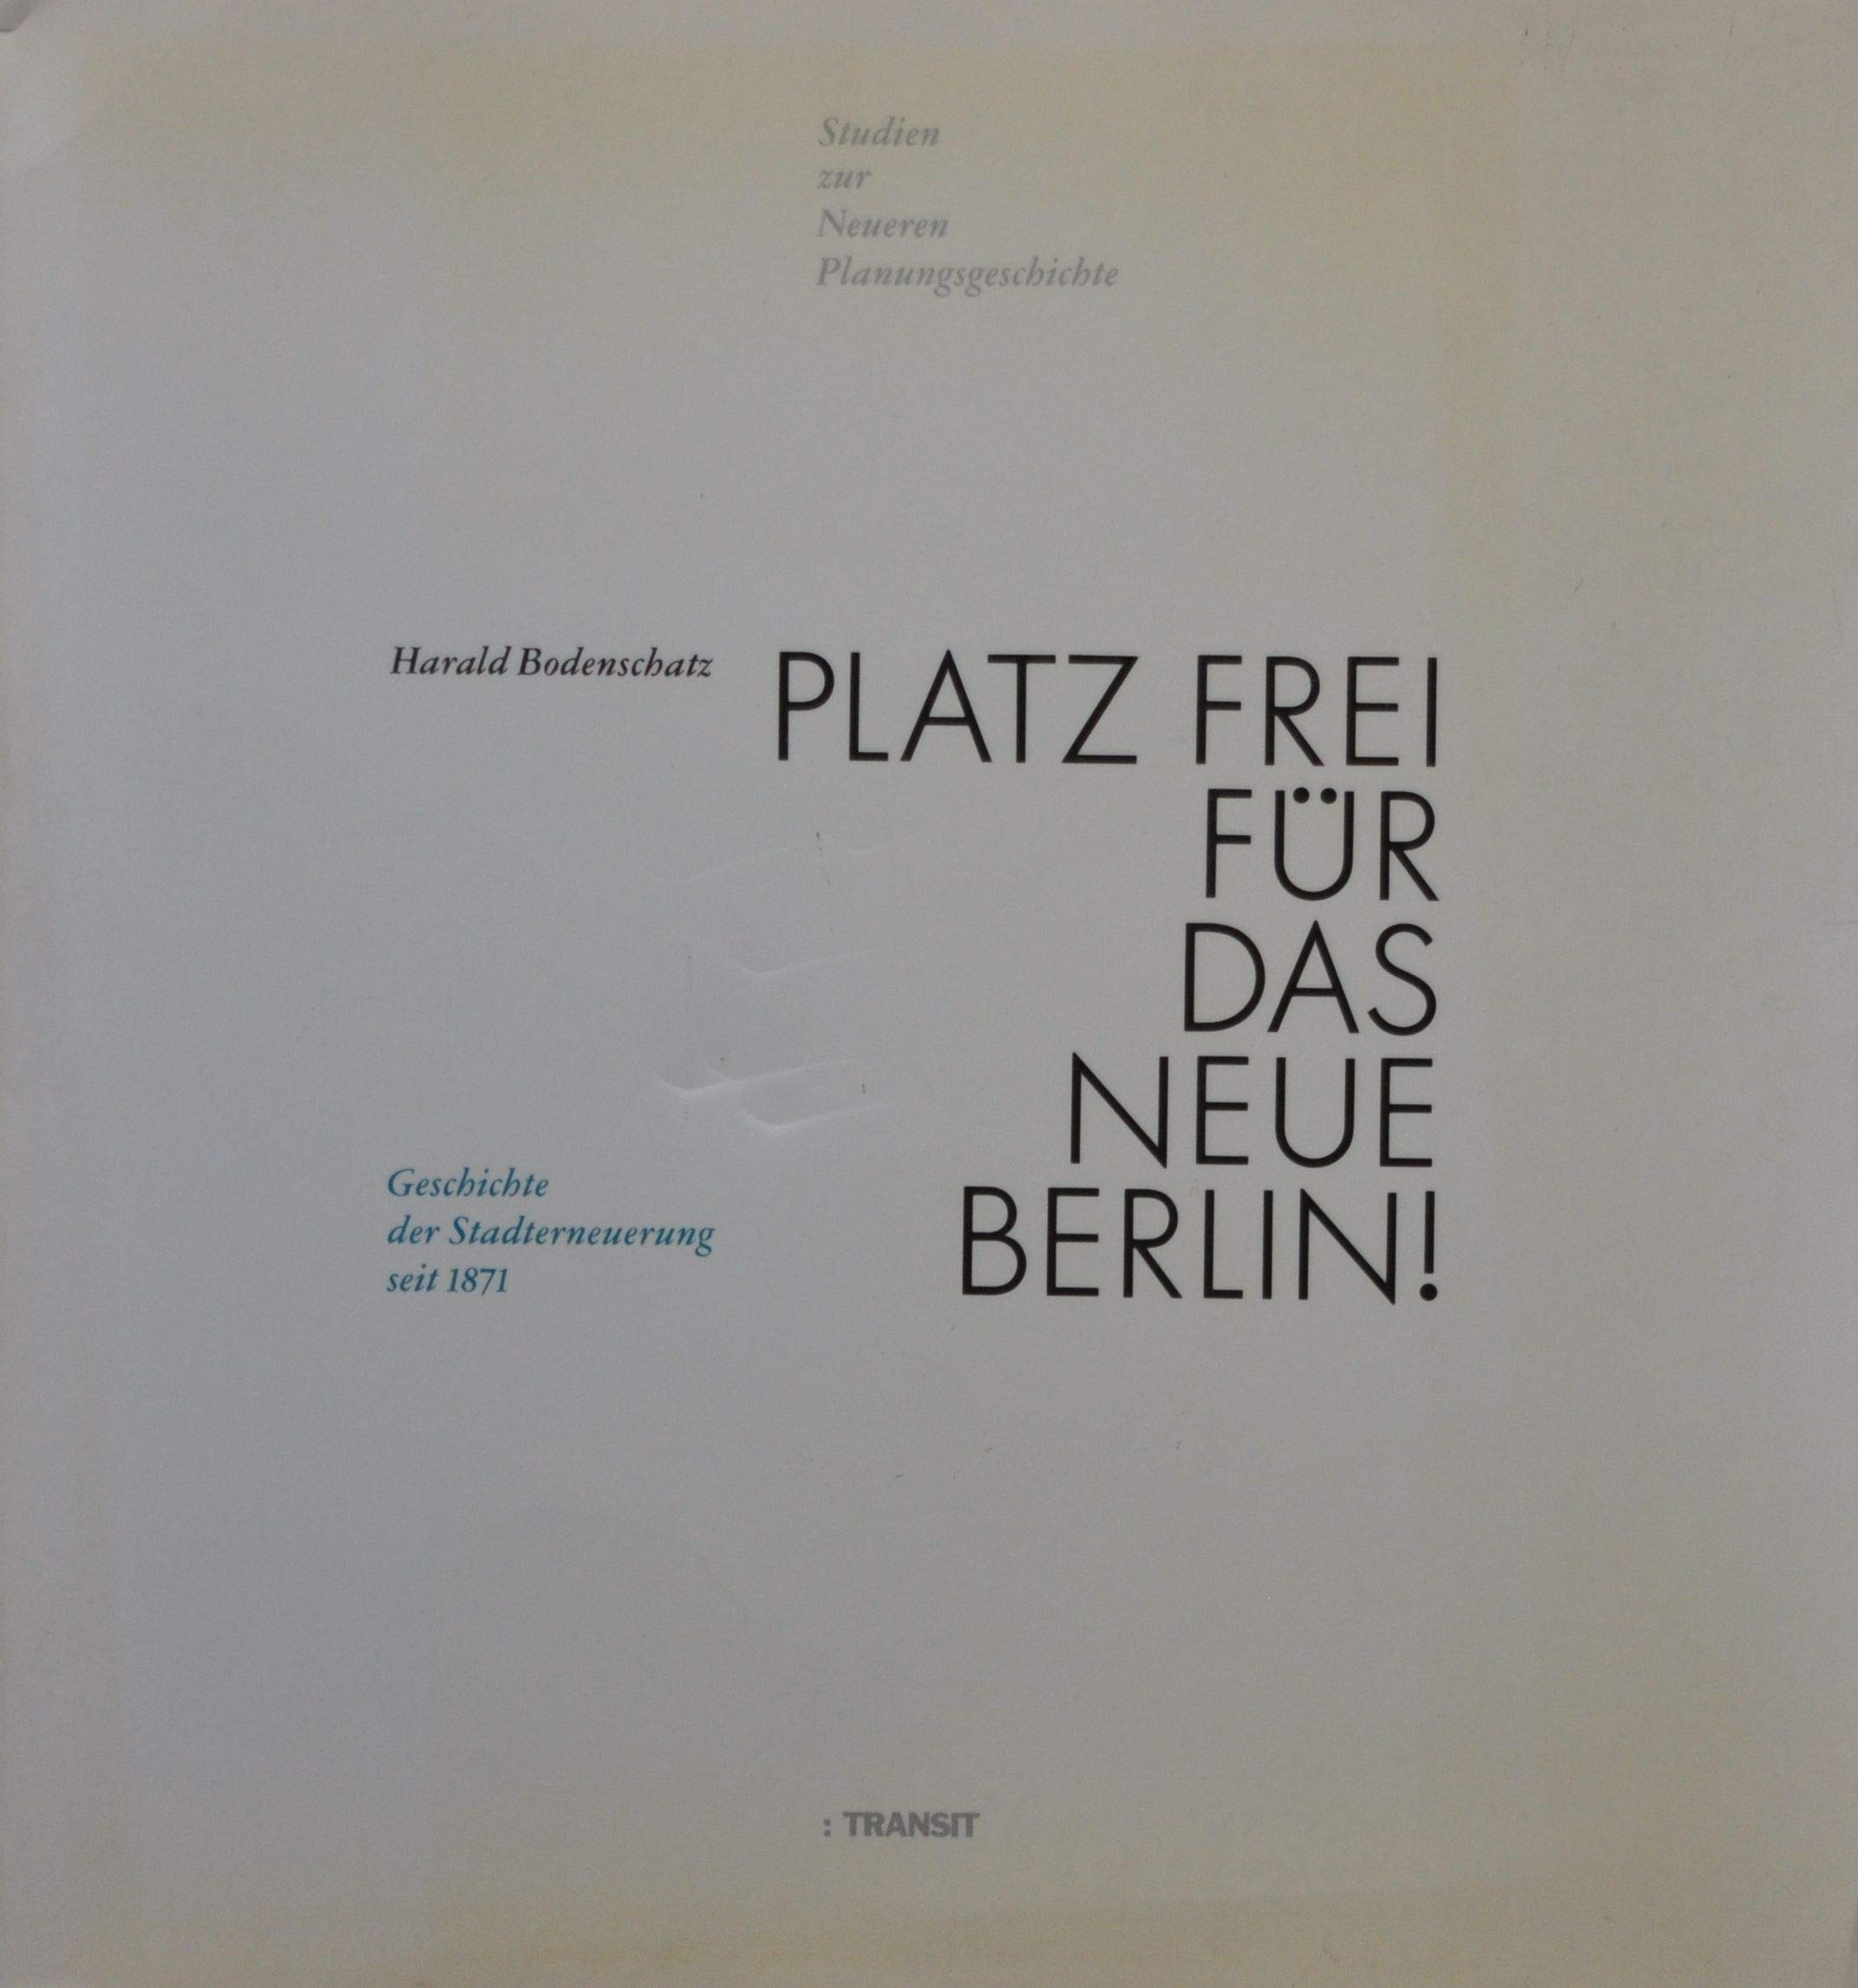 Studien
zur
Neueren
Planungsgeschichte
Harald Bodenschatz
PLATZ FREI
FÜR
DAS
NEUE
BERLIN!
Geschichte
der Stadterneuerung
seit 1871
: TRANSIT